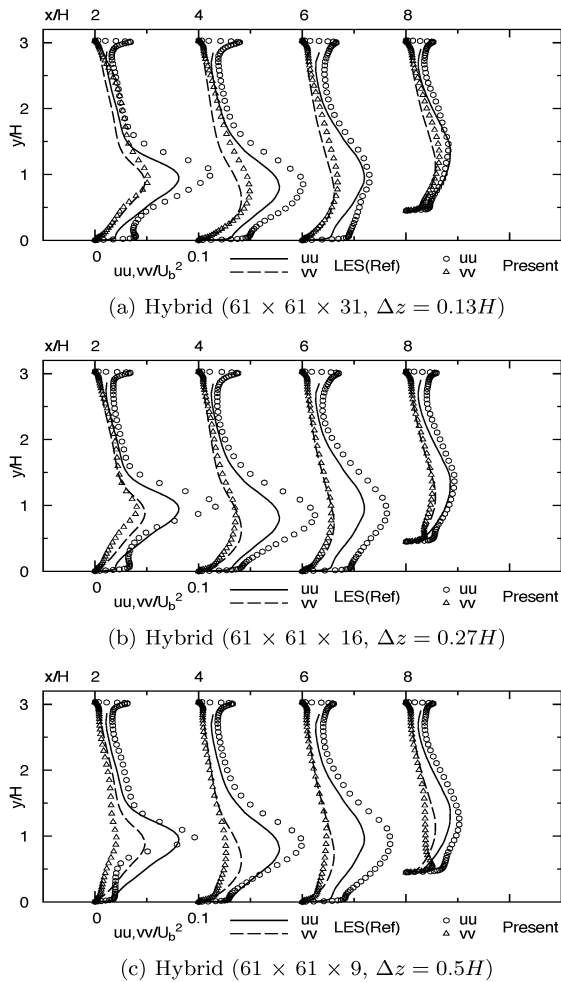 x/H 2 4 6 8
3
2
1
0
y/H
0 0.1
uu,vv/U_b^2
uu
vv LES(Ref)
uu
vv Present
(a) Hybrid (61 × 61 × 31, Δz = 0.13H)
x/H 2 4 6 8
3
2
1
0
y/H
0 0.1
uu,vv/U_b^2
uu
vv LES(Ref)
uu
vv Present
(b) Hybrid (61 × 61 × 16, Δz = 0.27H)
x/H 2 4 6 8
3
2
1
0
y/H
0 0.1
uu,vv/U_b^2
uu
vv LES(Ref)
uu
vv Present
(c) Hybrid (61 × 61 × 9, Δz = 0.5H)